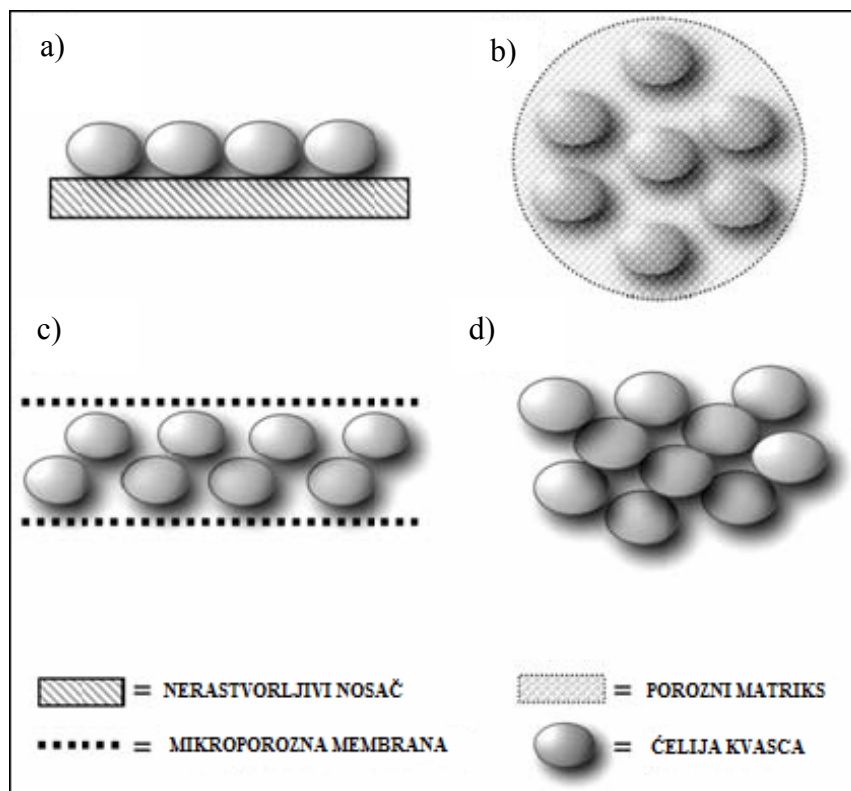 a)
b)
c)
d)
= NERASTVORLJIVI NOSAČ
= POROZNI MATRIKS
= MIKROPOROZNA MEMBRANA
= ĆELIJA KVASCA